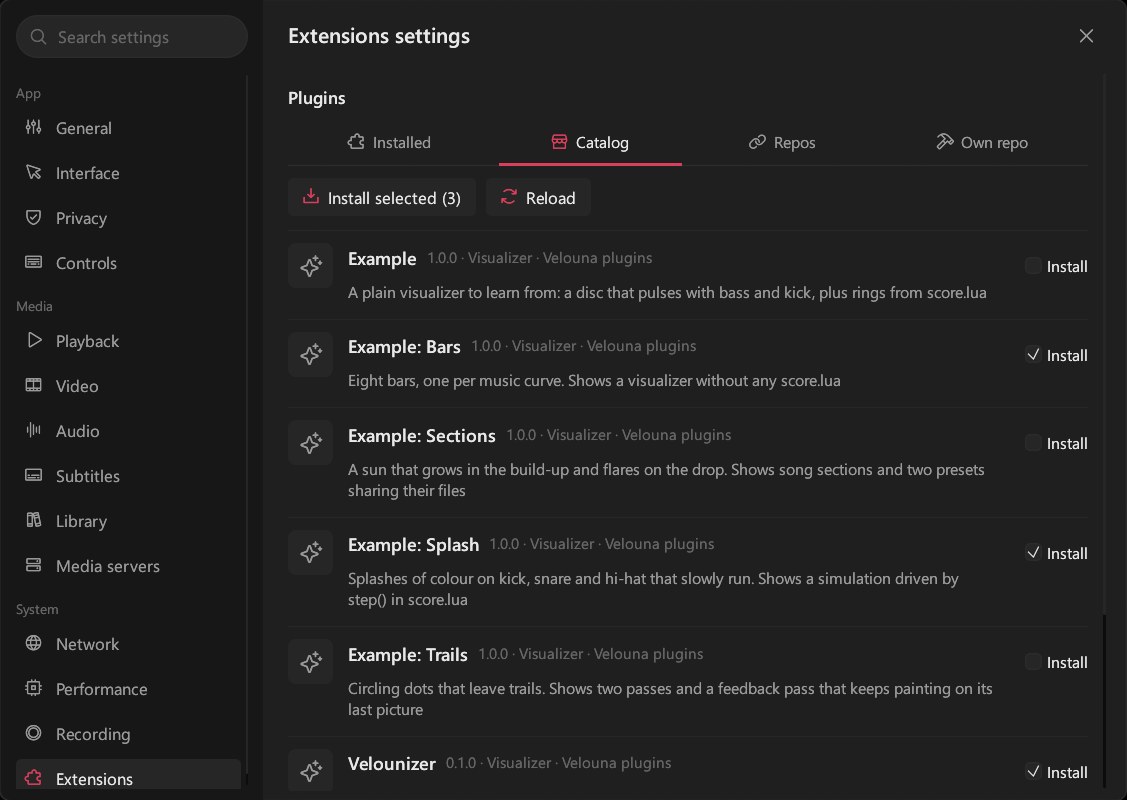 Search settings
App
General
Interface
Privacy
Controls
Media
Playback
Video
Audio
Subtitles
Library
Media servers
System
Network
Performance
Recording
Extensions
Extensions settings
Plugins
Installed
Catalog
Repos
Own repo
Install selected (3)
Reload
Example 1.0.0 · Visualizer · Velouna plugins
A plain visualizer to learn from: a disc that pulses with bass and kick, plus rings from score.lua
Install
Example: Bars 1.0.0 · Visualizer · Velouna plugins
Eight bars, one per music curve. Shows a visualizer without any score.lua
Install
Example: Sections 1.0.0 · Visualizer · Velouna plugins
A sun that grows in the build-up and flares on the drop. Shows song sections and two presets
sharing their files
Install
Example: Splash 1.0.0 · Visualizer · Velouna plugins
Splashes of colour on kick, snare and hi-hat that slowly run. Shows a simulation driven by
step() in score.lua
Install
Example: Trails 1.0.0 · Visualizer · Velouna plugins
Circling dots that leave trails. Shows two passes and a feedback pass that keeps painting on its
last picture
Install
Velounizer 0.1.0 · Visualizer · Velouna plugins
Install